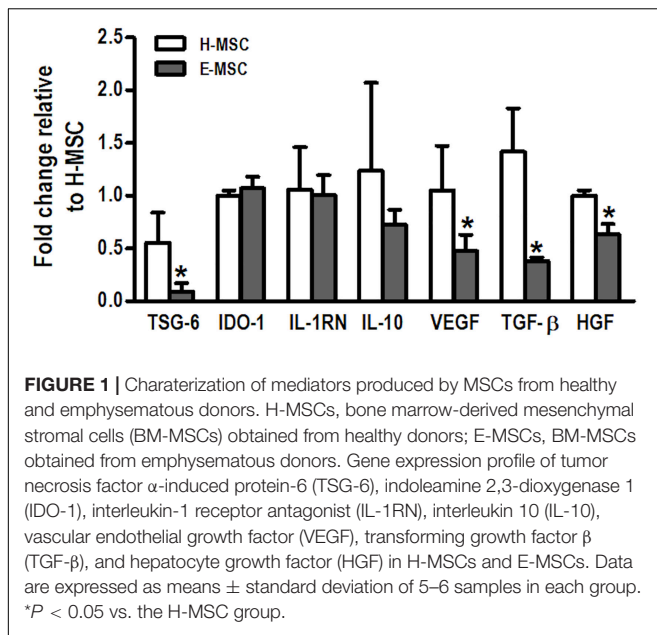 2.5
2.0
1.5
1.0
0.5
0.0
Fold change relative
to H-MSC
H-MSC
E-MSC
*
*
*
*
TSG-6 IDO-1 IL-1RN IL-10 VEGF TGF-β HGF
FIGURE 1 | Charaterization of mediators produced by MSCs from healthy
and emphysematous donors. H-MSCs, bone marrow-derived mesenchymal
stromal cells (BM-MSCs) obtained from healthy donors; E-MSCs, BM-MSCs
obtained from emphysematous donors. Gene expression profile of tumor
necrosis factor α-induced protein-6 (TSG-6), indoleamine 2,3-dioxygenase 1
(IDO-1), interleukin-1 receptor antagonist (IL-1RN), interleukin 10 (IL-10),
vascular endothelial growth factor (VEGF), transforming growth factor β
(TGF-β), and hepatocyte growth factor (HGF) in H-MSCs and E-MSCs. Data
are expressed as means ± standard deviation of 5–6 samples in each group.
*P < 0.05 vs. the H-MSC group.